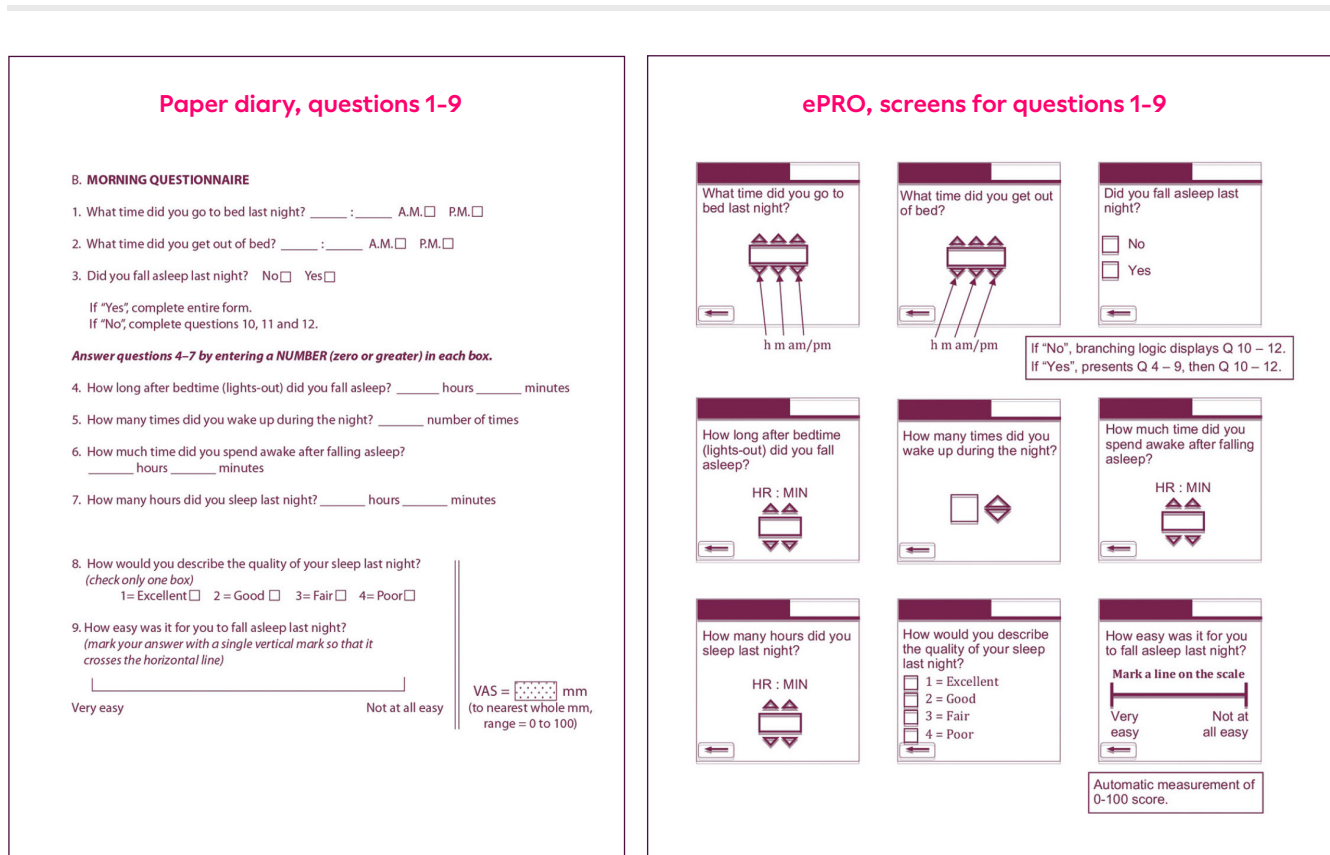 Paper diary, questions 1-9
B. MORNING QUESTIONNAIRE
1. What time did you go to bed last night? ______ :______ A.M.☐ P.M.☐
2. What time did you get out of bed? ______ :______ A.M.☐ P.M.☐
3. Did you fall asleep last night? No☐ Yes☐
If “Yes”, complete entire form.
If “No”, complete questions 10, 11 and 12.
Answer questions 4–7 by entering a NUMBER (zero or greater) in each box.
4. How long after bedtime (lights-out) did you fall asleep? _______ hours _______ minutes
5. How many times did you wake up during the night? _______ number of times
6. How much time did you spend awake after falling asleep?
_______ hours _______ minutes
7. How many hours did you sleep last night? _______ hours _______ minutes
8. How would you describe the quality of your sleep last night?
(check only one box)
1= Excellent☐ 2 = Good ☐ 3= Fair☐ 4= Poor☐
9. How easy was it for you to fall asleep last night?
(mark your answer with a single vertical mark so that it
crosses the horizontal line)
Very easy Not at all easy
VAS = mm
(to nearest whole mm,
range = 0 to 100)
ePRO, screens for questions 1-9
What time did you go to
bed last night?
h m am/pm
What time did you get out
of bed?
h m am/pm
Did you fall asleep last
night?
☐ No
☐ Yes
If “No”, branching logic displays Q 10 – 12.
If “Yes”, presents Q 4 – 9, then Q 10 – 12.
How long after bedtime
(lights-out) did you fall
asleep?
HR : MIN
How many times did you
wake up during the night?
How much time did you
spend awake after falling
asleep?
HR : MIN
How many hours did you
sleep last night?
HR : MIN
How would you describe
the quality of your sleep
last night?
☐ 1 = Excellent
☐ 2 = Good
☐ 3 = Fair
☐ 4 = Poor
How easy was it for you
to fall asleep last night?
Mark a line on the scale
Very Not at
easy all easy
Automatic measurement of
0-100 score.